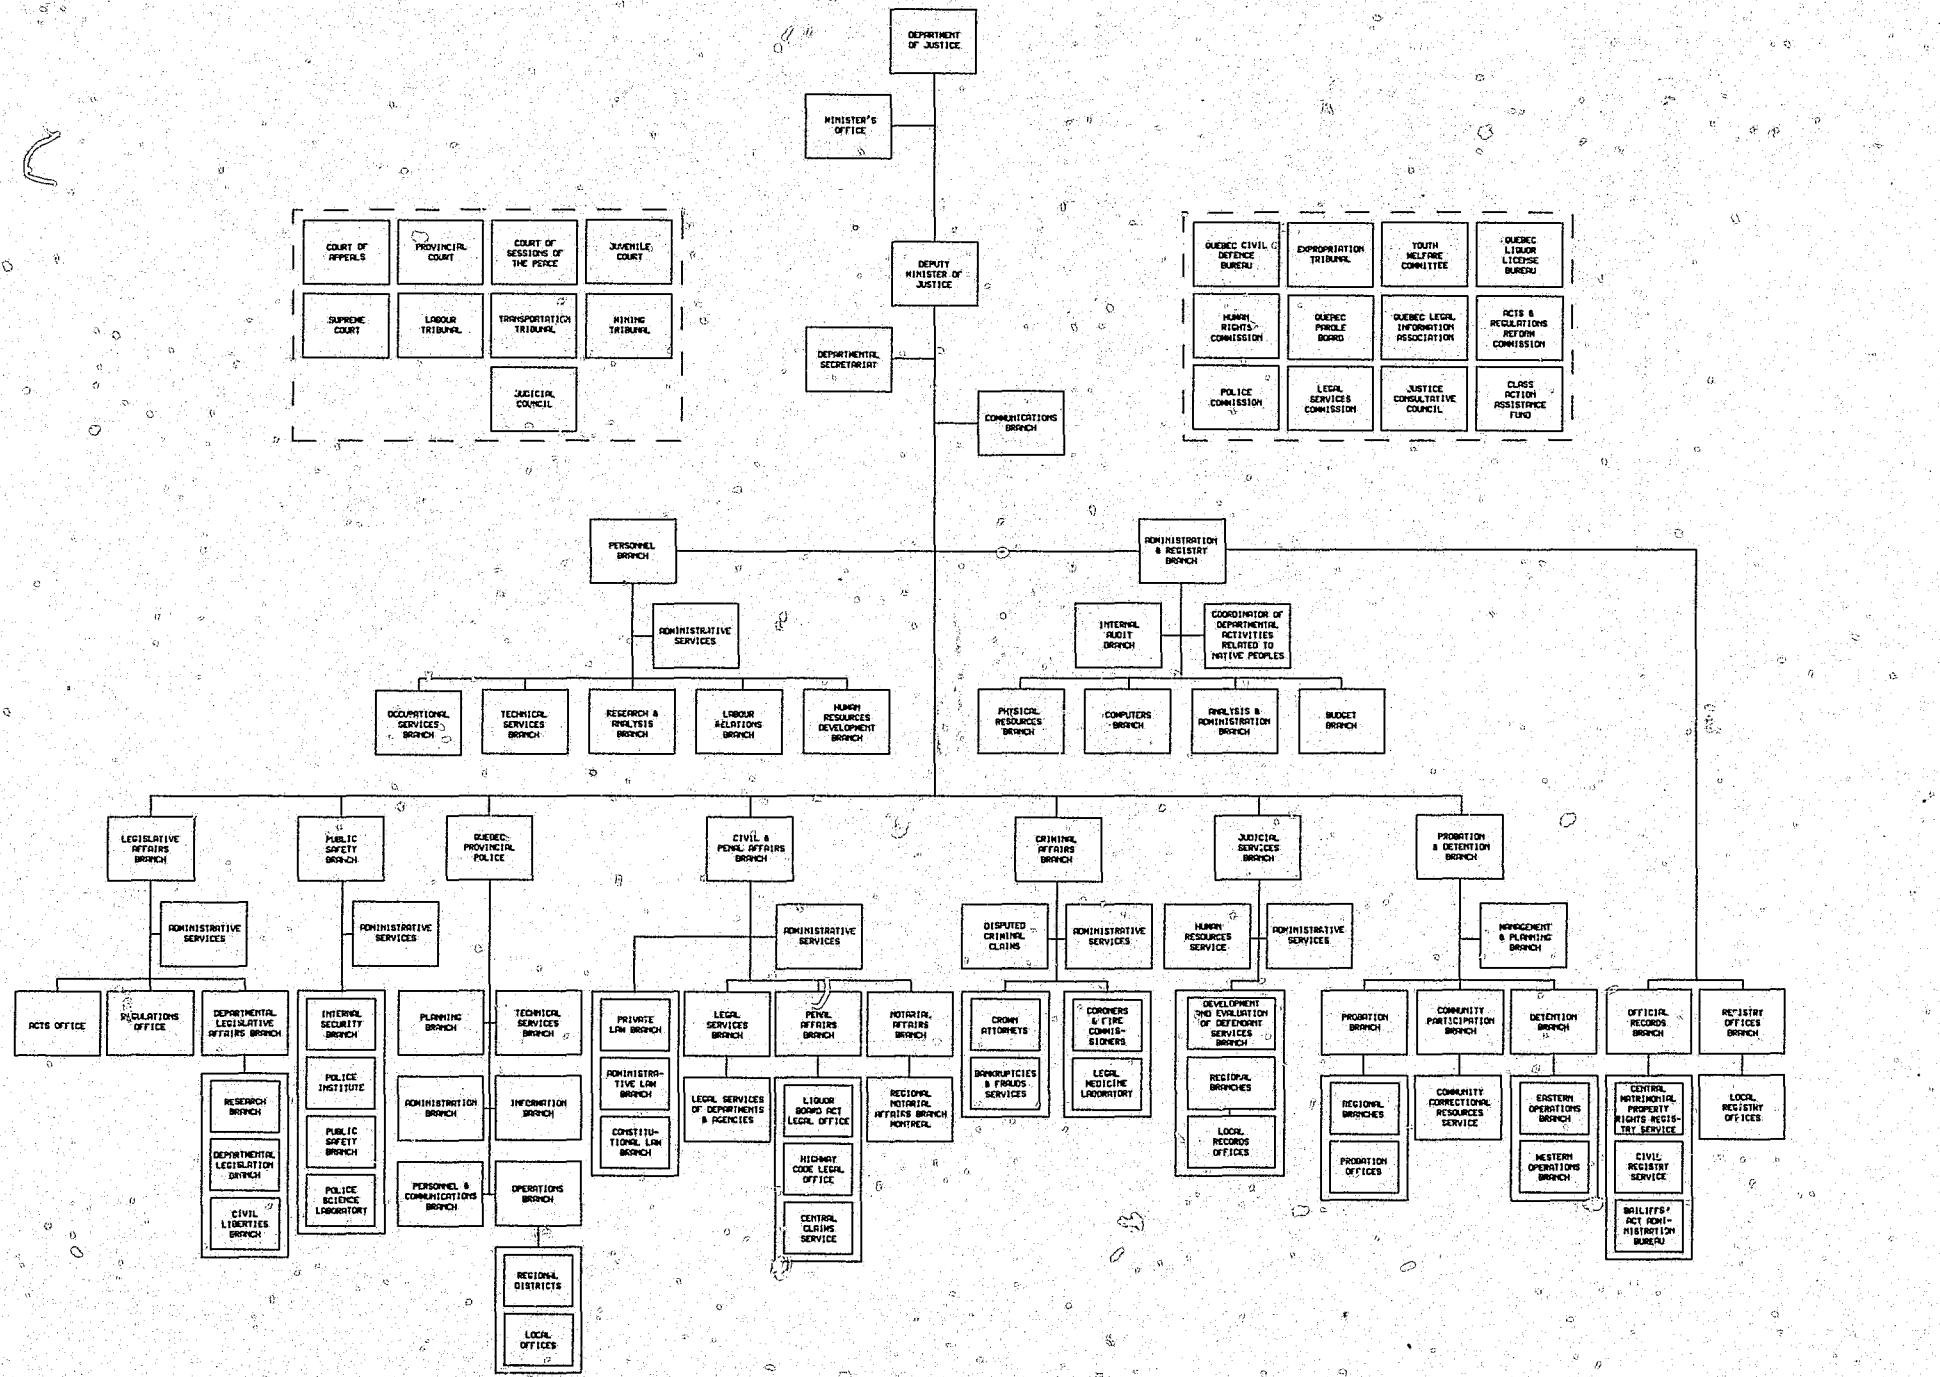 DEPARTMENT
OF JUSTICE
MINISTER'S
OFFICE
COURT OF
APPEALS
PROVINCIAL
COURT
COURT OF
SESSIONS OF
THE PEACE
JUVENILE
COURT
SUPREME
COURT
LABOUR
TRIBUNAL
TRANSPORTATION
TRIBUNAL
MINING
TRIBUNAL
JUDICIAL
COUNCIL
DEPUTY
MINISTER OF
JUSTICE
DEPARTMENTAL
SECRETARIAT
COMMUNICATIONS
BRANCH
QUEBEC CIVIL
DEFENCE
BUREAU
EXPROPRIATION
TRIBUNAL
YOUTH
WELFARE
COMMITTEE
QUEBEC
LIQUOR
LICENSE
BUREAU
HUMAN
RIGHTS
COMMISSION
QUEBEC
PAROLE
BOARD
QUEBEC LEGAL
INFORMATION
ASSOCIATION
ACTS &
REGULATIONS
REFORM
COMMISSION
POLICE
COMMISSION
LEGAL
SERVICES
COMMISSION
JUSTICE
CONSULTATIVE
COUNCIL
CLASS
ACTION
ASSISTANCE
FUND
PERSONNEL
BRANCH
ADMINISTRATION
& REGISTRY
BRANCH
ADMINISTRATIVE
SERVICES
INTERNAL
AUDIT
BRANCH
COORDINATOR OF
DEPARTMENTAL
ACTIVITIES
RELATED TO
NATIVE PEOPLES
OCCUPATIONAL
SERVICES
BRANCH
TECHNICAL
SERVICES
BRANCH
RESEARCH &
ANALYSIS
BRANCH
LABOUR
RELATIONS
BRANCH
HUMAN
RESOURCES
DEVELOPMENT
BRANCH
PHYSICAL
RESOURCES
BRANCH
COMPUTERS
BRANCH
ANALYSIS &
ADMINISTRATION
BRANCH
BUDGET
BRANCH
LEGISLATIVE
AFFAIRS
BRANCH
PUBLIC
SAFETY
BRANCH
QUEBEC
PROVINCIAL
POLICE
CIVIL &
PENAL AFFAIRS
BRANCH
CRIMINAL
AFFAIRS
BRANCH
JUDICIAL
SERVICES
BRANCH
PROBATION
& DETENTION
BRANCH
ADMINISTRATIVE
SERVICES
ADMINISTRATIVE
SERVICES
ADMINISTRATIVE
SERVICES
DISPUTED
CRIMINAL
CLAIMS
ADMINISTRATIVE
SERVICES
HUMAN
RESOURCES
SERVICE
ADMINISTRATIVE
SERVICES
MANAGEMENT
& PLANNING
BRANCH
ACTS OFFICE
REGULATIONS
OFFICE
DEPARTMENTAL
LEGISLATIVE
AFFAIRS BRANCH
RESEARCH
BRANCH
DEPARTMENTAL
LEGISLATION
BRANCH
CIVIL
LIBERTIES
BRANCH
INTERNAL
SECURITY
BRANCH
POLICE
INSTITUTE
PUBLIC
SAFETY
BRANCH
POLICE
SCIENCE
LABORATORY
PLANNING
BRANCH
TECHNICAL
SERVICES
BRANCH
ADMINISTRATION
BRANCH
INFORMATION
BRANCH
PERSONNEL &
COMMUNICATIONS
BRANCH
OPERATIONS
BRANCH
REGIONAL
DISTRICTS
LOCAL
OFFICES
PRIVATE
LAW BRANCH
ADMINISTRA-
TIVE LAW
BRANCH
CONSTITU-
TIONAL LAW
BRANCH
LEGAL
SERVICES
BRANCH
LEGAL SERVICES
OF DEPARTMENTS
& AGENCIES
PENAL
AFFAIRS
BRANCH
LIQUOR
BOARD ACT
LEGAL OFFICE
HIGHWAY
CODE LEGAL
OFFICE
CENTRAL
CLAIMS
SERVICE
NOTARIAL
AFFAIRS
BRANCH
REGIONAL
NOTARIAL
AFFAIRS BRANCH
MONTREAL
CROWN
ATTORNEYS
BANKRUPTCIES
& FRAUDS
SERVICES
CORONERS
& FIRE
COMMIS-
SIONERS
LEGAL
MEDICINE
LABORATORY
DEVELOPMENT
AND EVALUATION
OF DEFENDANT
SERVICES
BRANCH
REGIONAL
BRANCHES
LOCAL
RECORDS
OFFICES
PROBATION
BRANCH
REGIONAL
BRANCHES
PROBATION
OFFICES
COMMUNITY
PARTICIPATION
BRANCH
COMMUNITY
CORRECTIONAL
RESOURCES
SERVICE
DETENTION
BRANCH
EASTERN
OPERATIONS
BRANCH
WESTERN
OPERATIONS
BRANCH
OFFICIAL
RECORDS
BRANCH
CENTRAL
MATRIMONIAL
PROPERTY
RIGHTS REGIS-
TRY SERVICE
CIVIL
REGISTRY
SERVICE
BAILIFFS'
ACT ADMI-
NISTRATION
BUREAU
REGISTRY
OFFICES
BRANCH
LOCAL
REGISTRY
OFFICES